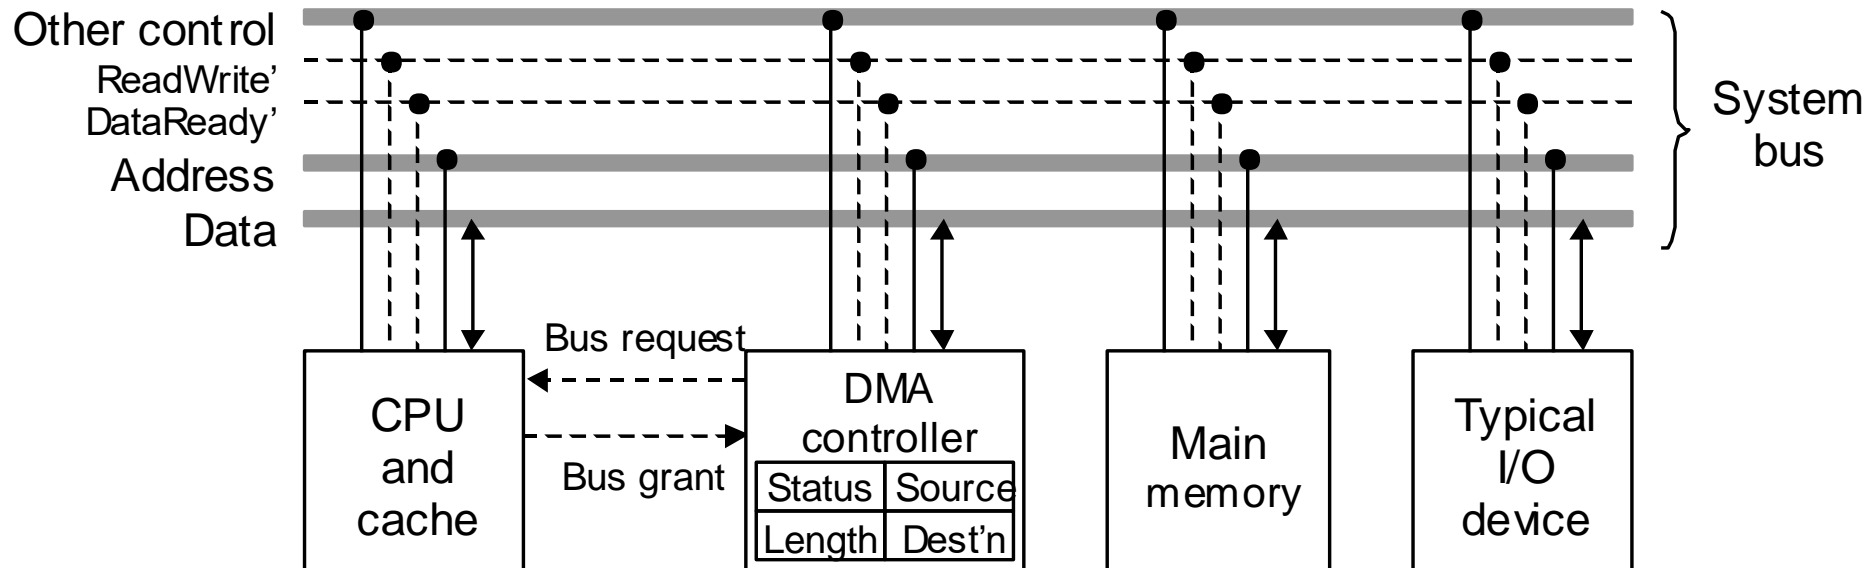 Other control
ReadWrite’
DataReady’
Address
Data
System
bus
Bus request
Bus grant
CPU
and
cache
DMA
controller
Status Source
Length Dest’n
Main
memory
Typical
I/O
device